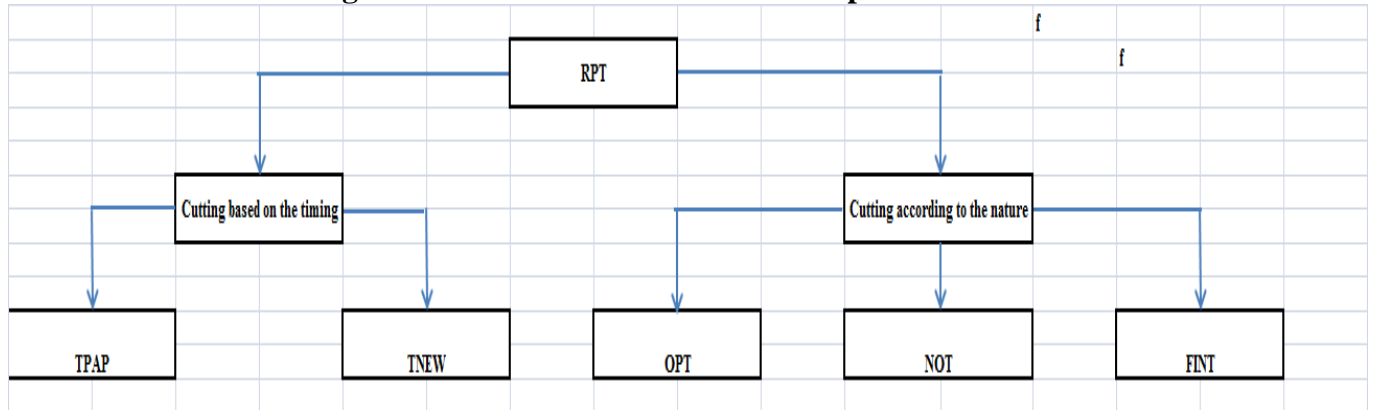 f
f
RPT
Cutting based on the timing
Cutting according to the nature
TPAP
TNEW
OPT
NOT
FINT